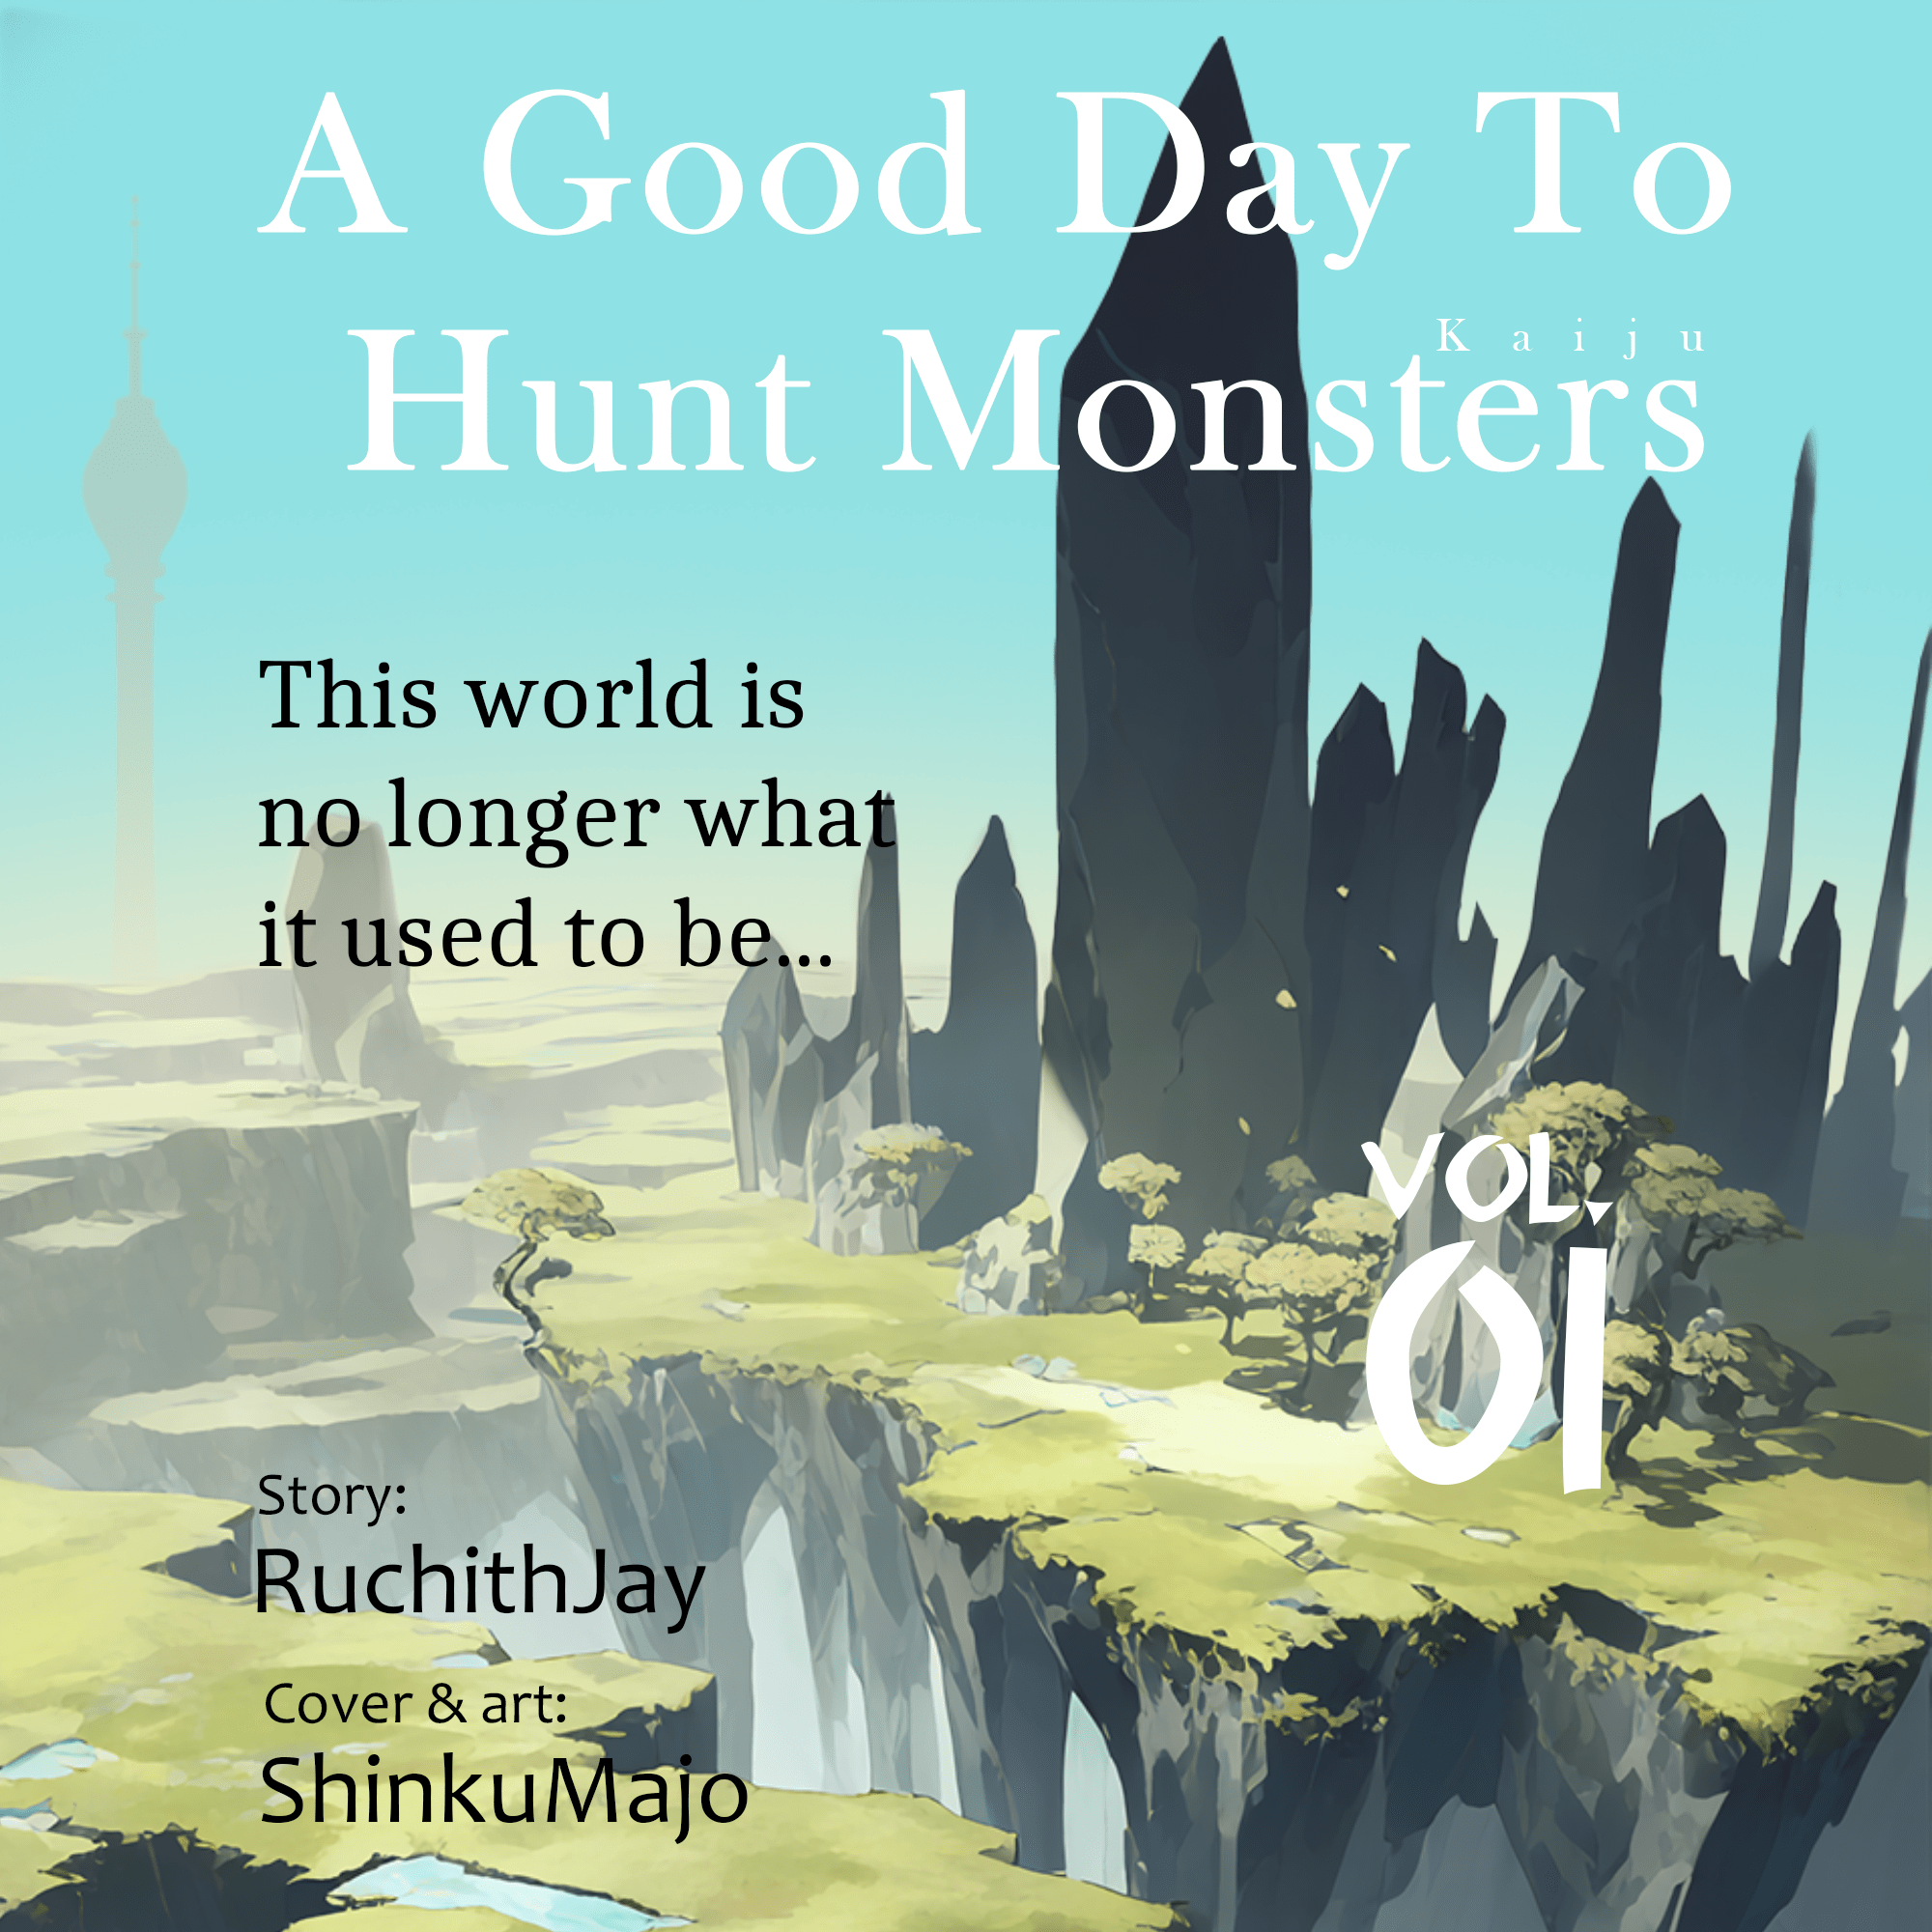 A Good Day To
Kaiju
Hunt Monsters
This world is
no longer what
it used to be...
VOL.
01
Story:
RuchithJay
Cover & art:
ShinkuMajo